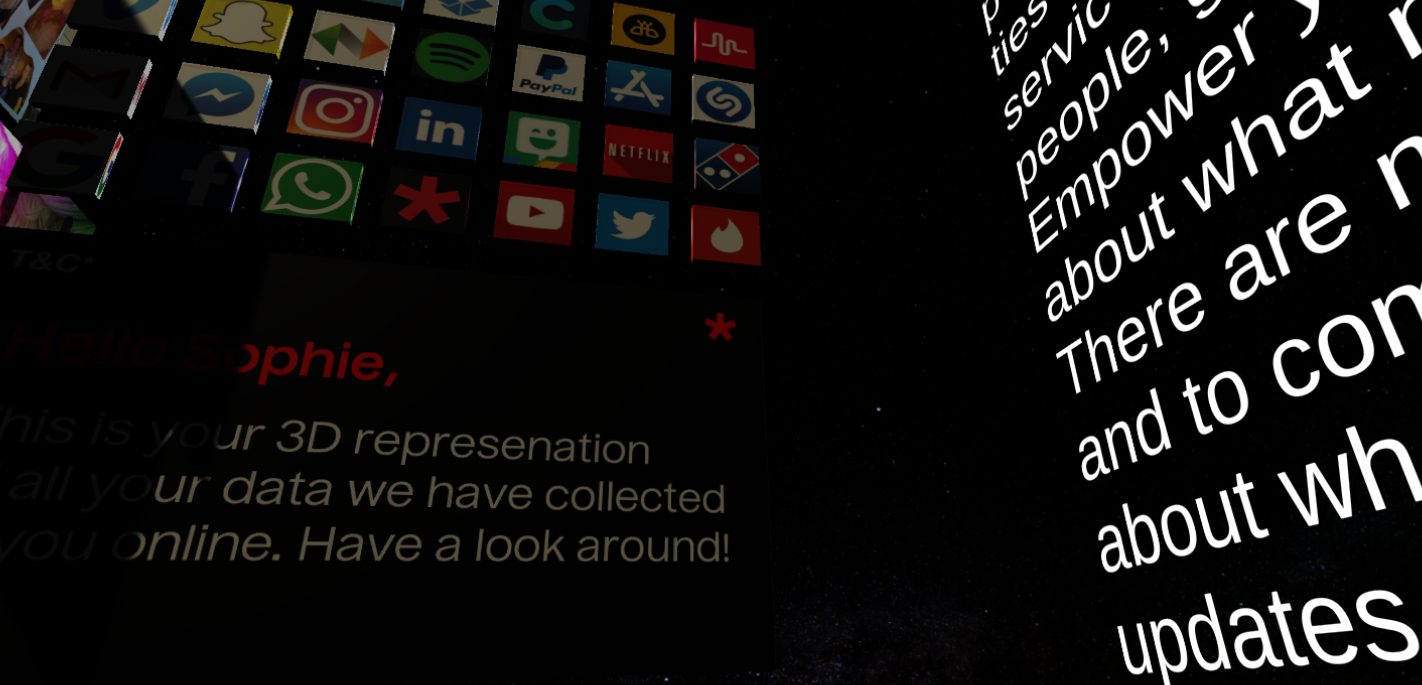 PayPal
in
NETFLIX
G
f
T&C*
*
Hello Sophie,
This is your 3D represenation
all your data we have collected
you online. Have a look around!
p
ties
servic
people,
Empower y
about what
There are
and to con
about wh
updates